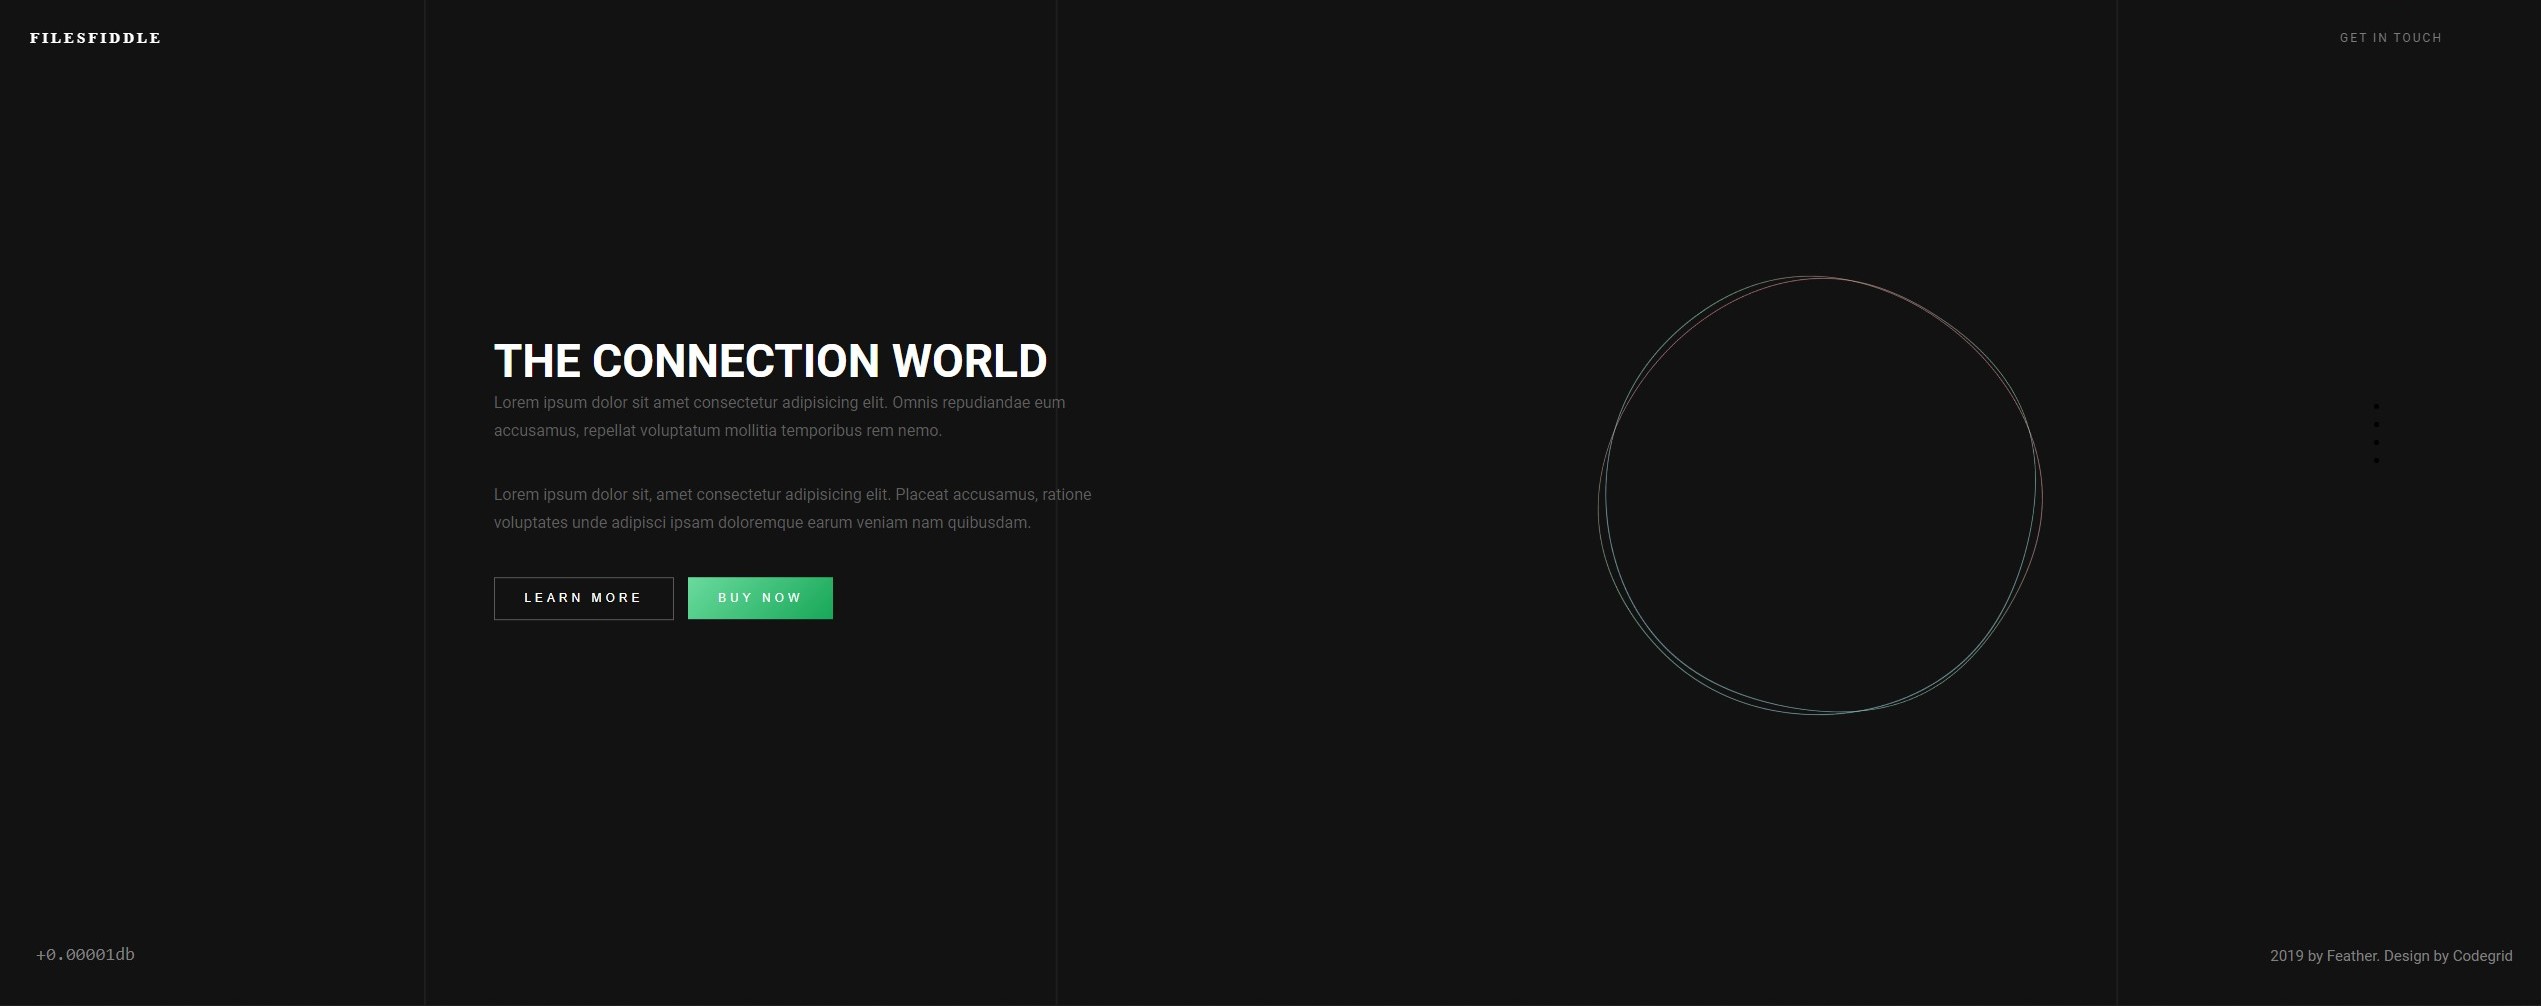 FILESFIDDLE
GET IN TOUCH
THE CONNECTION WORLD
Lorem ipsum dolor sit amet consectetur adipisicing elit. Omnis repudiandae eum
accusamus, repellat voluptatum mollitia temporibus rem nemo.
Lorem ipsum dolor sit, amet consectetur adipisicing elit. Placeat accusamus, ratione
voluptates unde adipisci ipsam doloremque earum veniam nam quibusdam.
LEARN MORE
BUY NOW
+0.00001db
2019 by Feather. Design by Codegrid